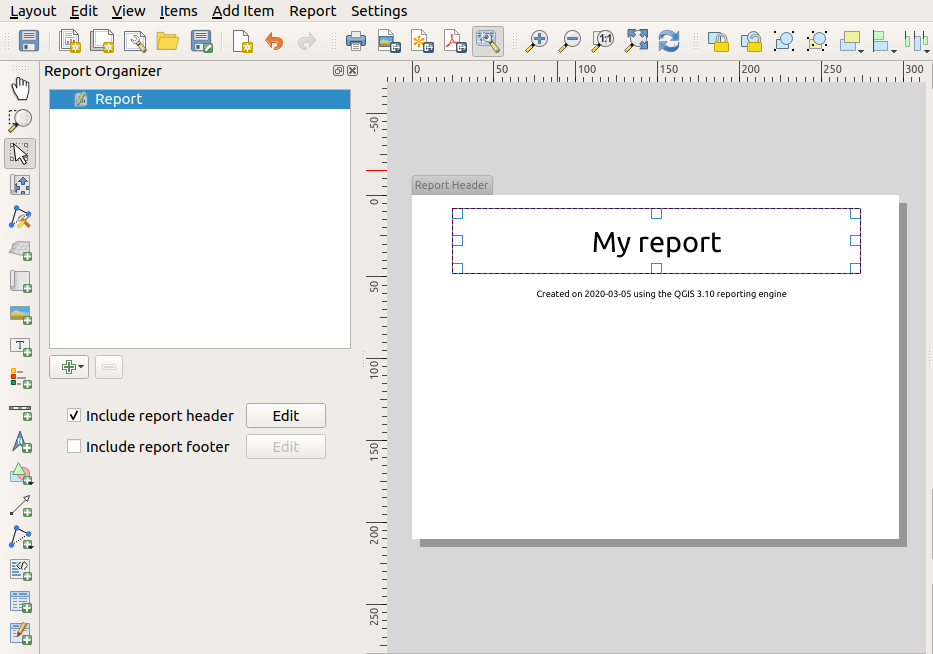 Layout Edit View Items Add Item Report Settings
1:1
Report Organizer
0 50 100 150 200 250 300
Report
-50
Report Header
0
My report
50
Created on 2020-03-05 using the QGIS 3.10 reporting engine
100
Include report header Edit
Include report footer Edit
150
200
250